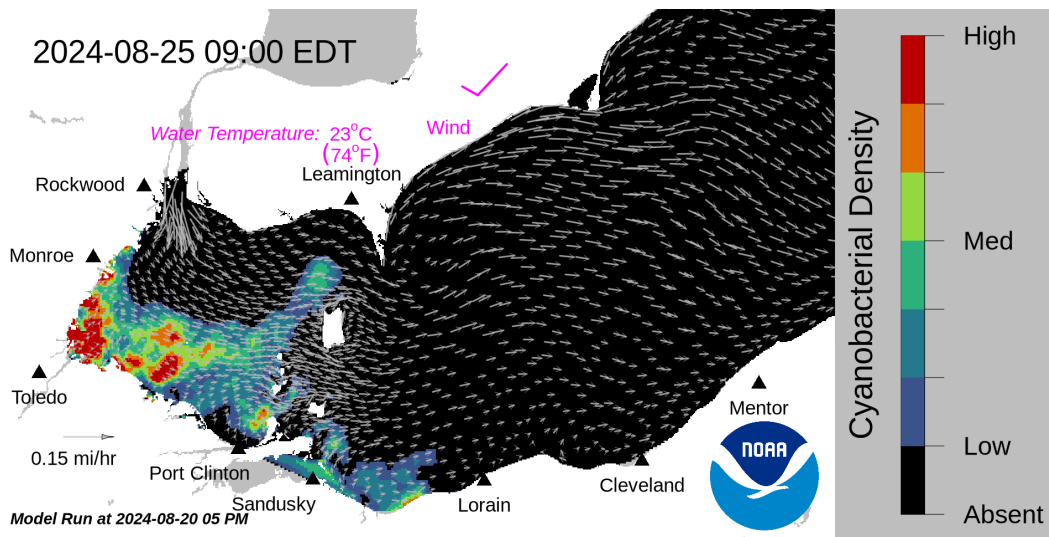 2024-08-25 09:00 EDT
High
Wind
Water Temperature: 23°C
(74°F)
Leamington
Rockwood
Monroe
Med
Cyanobacterial Density
Toledo
Mentor
NOAA
0.15 mi/hr
Low
Port Clinton
Cleveland
Sandusky
Lorain
Model Run at 2024-08-20 05 PM
Absent